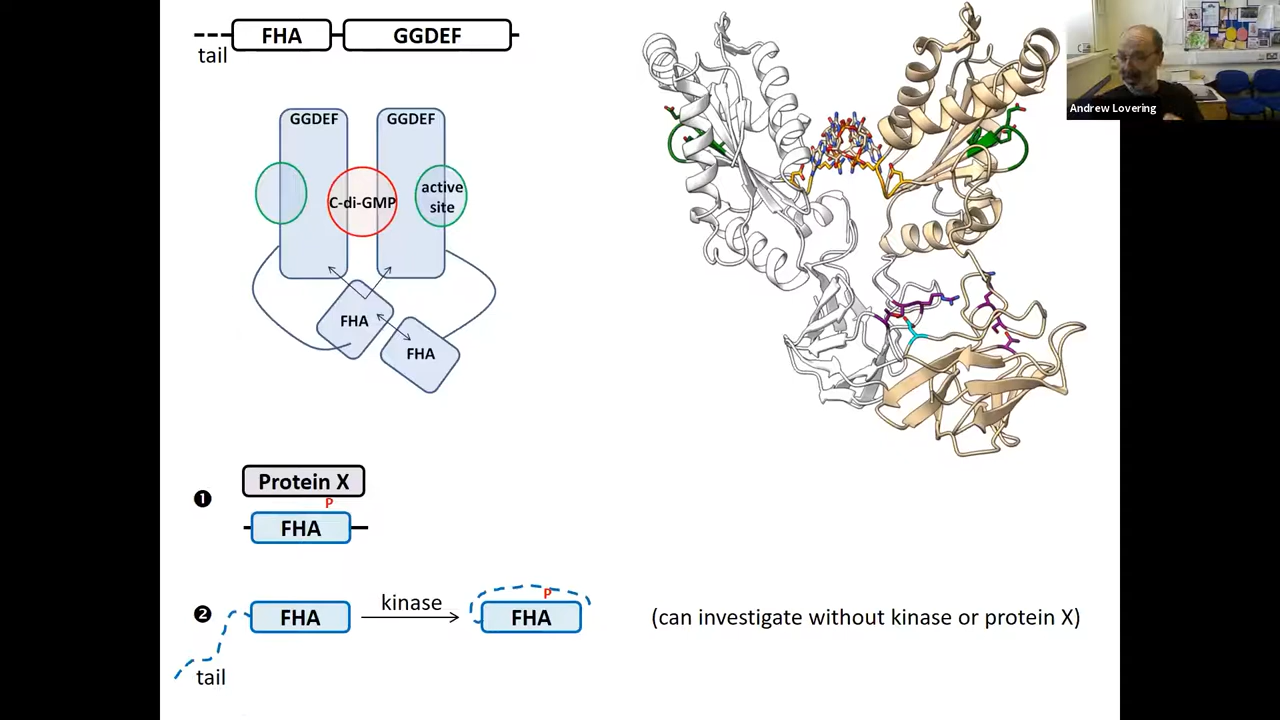 FHA
GGDEF
tail
GGDEF
GGDEF
C-di-GMP
active
site
FHA
FHA
Andrew Lovering
❶
Protein X
P
FHA
❷
FHA
kinase
P
FHA
(can investigate without kinase or protein X)
tail